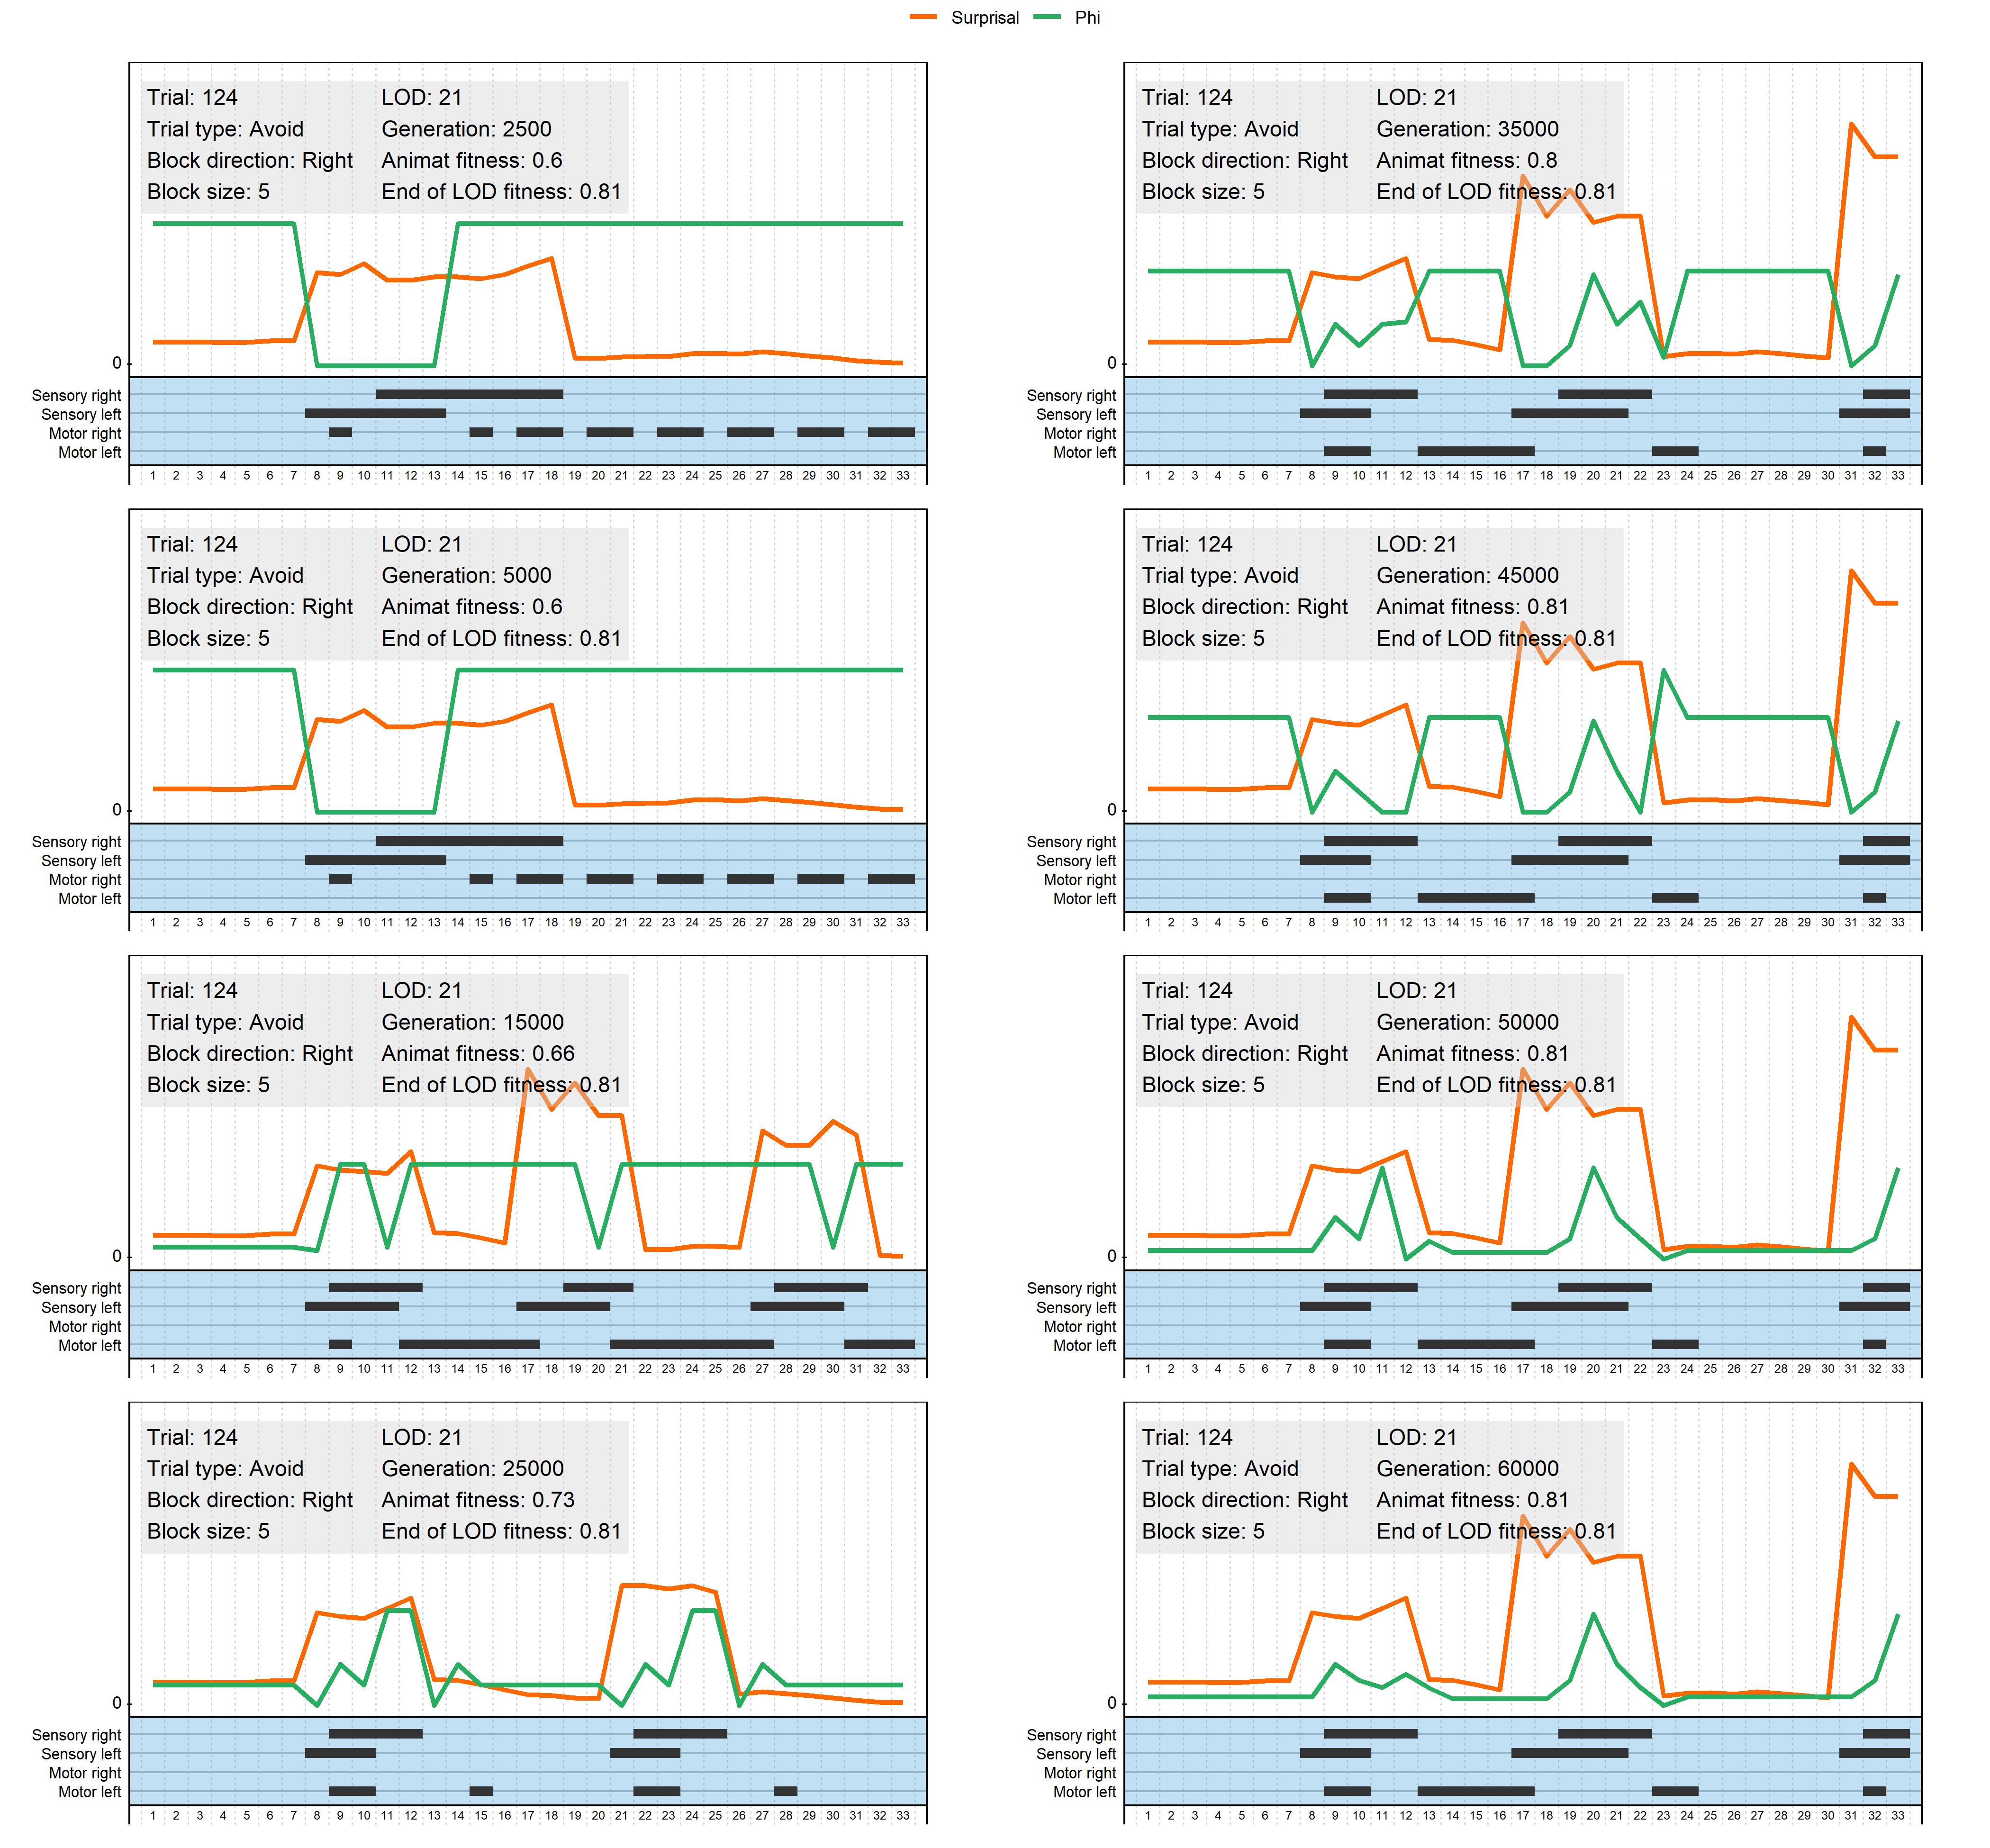 Surprisal Phi
Trial: 124 LOD: 21
Trial type: Avoid Generation: 2500
Block direction: Right Animat fitness: 0.6
Block size: 5 End of LOD fitness: 0.81
0
Sensory right
Sensory left
Motor right
Motor left
1 2 3 4 5 6 7 8 9 10 11 12 13 14 15 16 17 18 19 20 21 22 23 24 25 26 27 28 29 30 31 32 33
Trial: 124 LOD: 21
Trial type: Avoid Generation: 35000
Block direction: Right Animat fitness: 0.8
Block size: 5 End of LOD fitness: 0.81
0
Sensory right
Sensory left
Motor right
Motor left
1 2 3 4 5 6 7 8 9 10 11 12 13 14 15 16 17 18 19 20 21 22 23 24 25 26 27 28 29 30 31 32 33
Trial: 124 LOD: 21
Trial type: Avoid Generation: 5000
Block direction: Right Animat fitness: 0.6
Block size: 5 End of LOD fitness: 0.81
0
Sensory right
Sensory left
Motor right
Motor left
1 2 3 4 5 6 7 8 9 10 11 12 13 14 15 16 17 18 19 20 21 22 23 24 25 26 27 28 29 30 31 32 33
Trial: 124 LOD: 21
Trial type: Avoid Generation: 45000
Block direction: Right Animat fitness: 0.81
Block size: 5 End of LOD fitness: 0.81
0
Sensory right
Sensory left
Motor right
Motor left
1 2 3 4 5 6 7 8 9 10 11 12 13 14 15 16 17 18 19 20 21 22 23 24 25 26 27 28 29 30 31 32 33
Trial: 124 LOD: 21
Trial type: Avoid Generation: 15000
Block direction: Right Animat fitness: 0.66
Block size: 5 End of LOD fitness: 0.81
0
Sensory right
Sensory left
Motor right
Motor left
1 2 3 4 5 6 7 8 9 10 11 12 13 14 15 16 17 18 19 20 21 22 23 24 25 26 27 28 29 30 31 32 33
Trial: 124 LOD: 21
Trial type: Avoid Generation: 50000
Block direction: Right Animat fitness: 0.81
Block size: 5 End of LOD fitness: 0.81
0
Sensory right
Sensory left
Motor right
Motor left
1 2 3 4 5 6 7 8 9 10 11 12 13 14 15 16 17 18 19 20 21 22 23 24 25 26 27 28 29 30 31 32 33
Trial: 124 LOD: 21
Trial type: Avoid Generation: 25000
Block direction: Right Animat fitness: 0.73
Block size: 5 End of LOD fitness: 0.81
0
Sensory right
Sensory left
Motor right
Motor left
1 2 3 4 5 6 7 8 9 10 11 12 13 14 15 16 17 18 19 20 21 22 23 24 25 26 27 28 29 30 31 32 33
Trial: 124 LOD: 21
Trial type: Avoid Generation: 60000
Block direction: Right Animat fitness: 0.81
Block size: 5 End of LOD fitness: 0.81
0
Sensory right
Sensory left
Motor right
Motor left
1 2 3 4 5 6 7 8 9 10 11 12 13 14 15 16 17 18 19 20 21 22 23 24 25 26 27 28 29 30 31 32 33